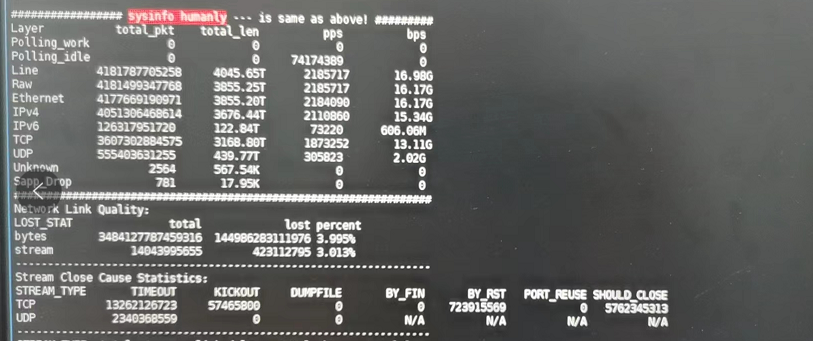 ################# sysinfo humanly --- is same as above! #########
Layer total_pkt total_len pps bps
Polling_work 0 0 0 0
Polling_idle 0 0 74174389 0
Line 4181787705258 4045.65T 2185717 16.98G
Raw 4181499347768 3855.25T 2185717 16.17G
Ethernet 4177669190971 3855.20T 2184090 16.17G
IPv4 4051306468614 3676.44T 2110860 15.34G
IPv6 126317951720 122.84T 73220 606.06M
TCP 3607302884575 3168.80T 1873252 13.11G
UDP 555403631255 439.77T 305823 2.02G
Unknown 2564 567.54K 0 0
Sapp_Drop 781 17.95K 0 0
################################################################
Network Link Quality:
LOST_STAT total lost percent
bytes 3484127787459316 144986283111976 3.995%
stream 14043995655 423112795 3.013%
----------------------------------------------------------------
Stream Close Cause Statistics:
STREAM_TYPE TIMEOUT KICKOUT DUMPFILE BY_FIN BY_RST PORT_REUSE SHOULD_CLOSE
TCP 13262126723 57465800 0 0 723915569 0 5762345313
UDP 2340368559 0 0 N/A N/A N/A N/A
----------------------------------------------------------------